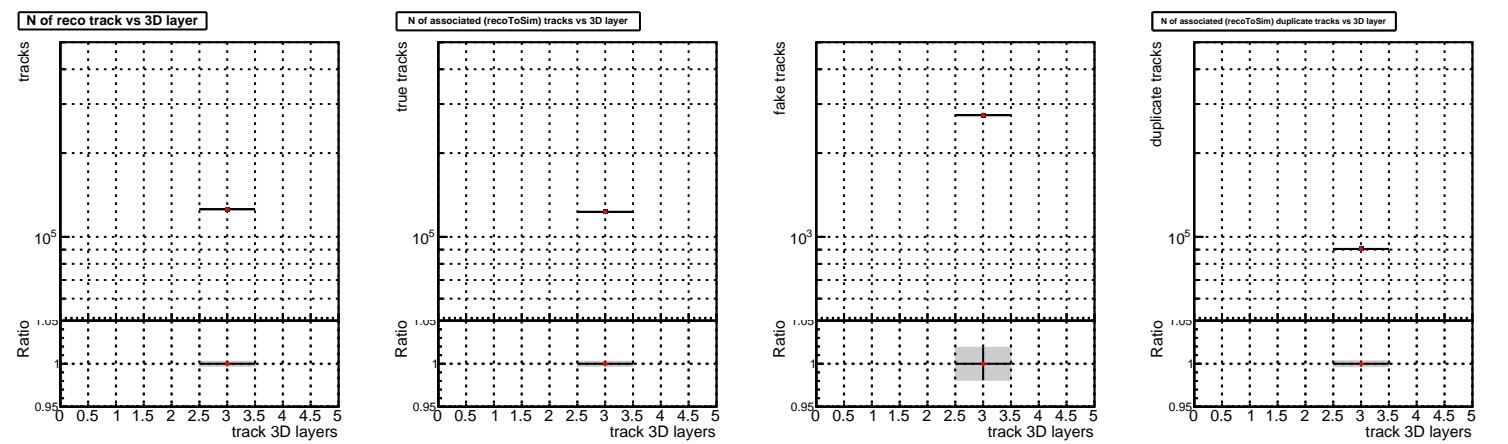 N of reco track vs 3D layer
tracks
10^5
Ratio
1.05
1
0.95
0 0.5 1 1.5 2 2.5 3 3.5 4 4.5 5
track 3D layers
N of associated (recoToSim) tracks vs 3D layer
true tracks
10^5
Ratio
1.05
1
0.95
0 0.5 1 1.5 2 2.5 3 3.5 4 4.5 5
track 3D layers
fake tracks
10^3
Ratio
1.05
1
0.95
0 0.5 1 1.5 2 2.5 3 3.5 4 4.5 5
track 3D layers
N of associated (recoToSim) duplicate tracks vs 3D layer
duplicate tracks
10^5
Ratio
1.05
1
0.95
0 0.5 1 1.5 2 2.5 3 3.5 4 4.5 5
track 3D layers